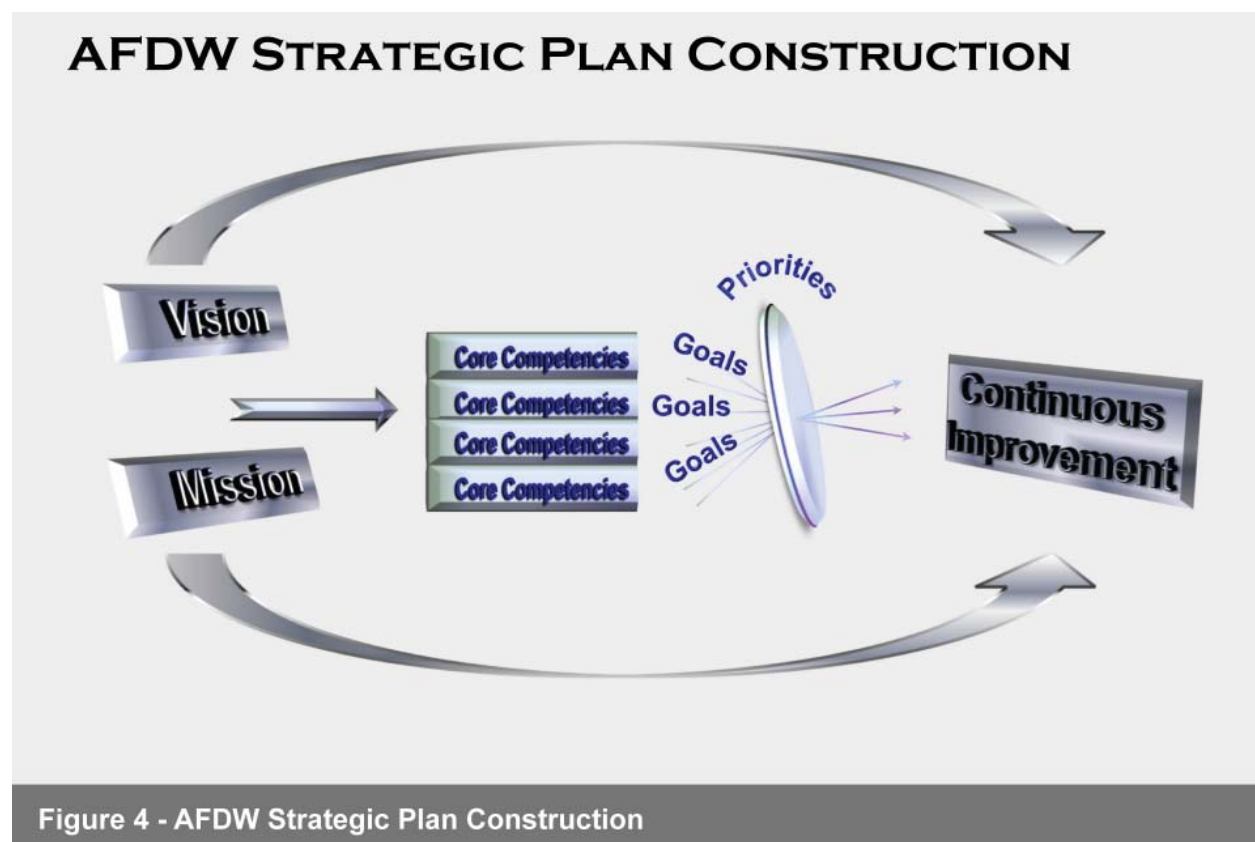 AFDW STRATEGIC PLAN CONSTRUCTION
Vision
Mission
Core Competencies
Core Competencies
Core Competencies
Core Competencies
Goals
Goals
Goals
Priorities
Continuous
Improvement
Figure 4 - AFDW Strategic Plan Construction